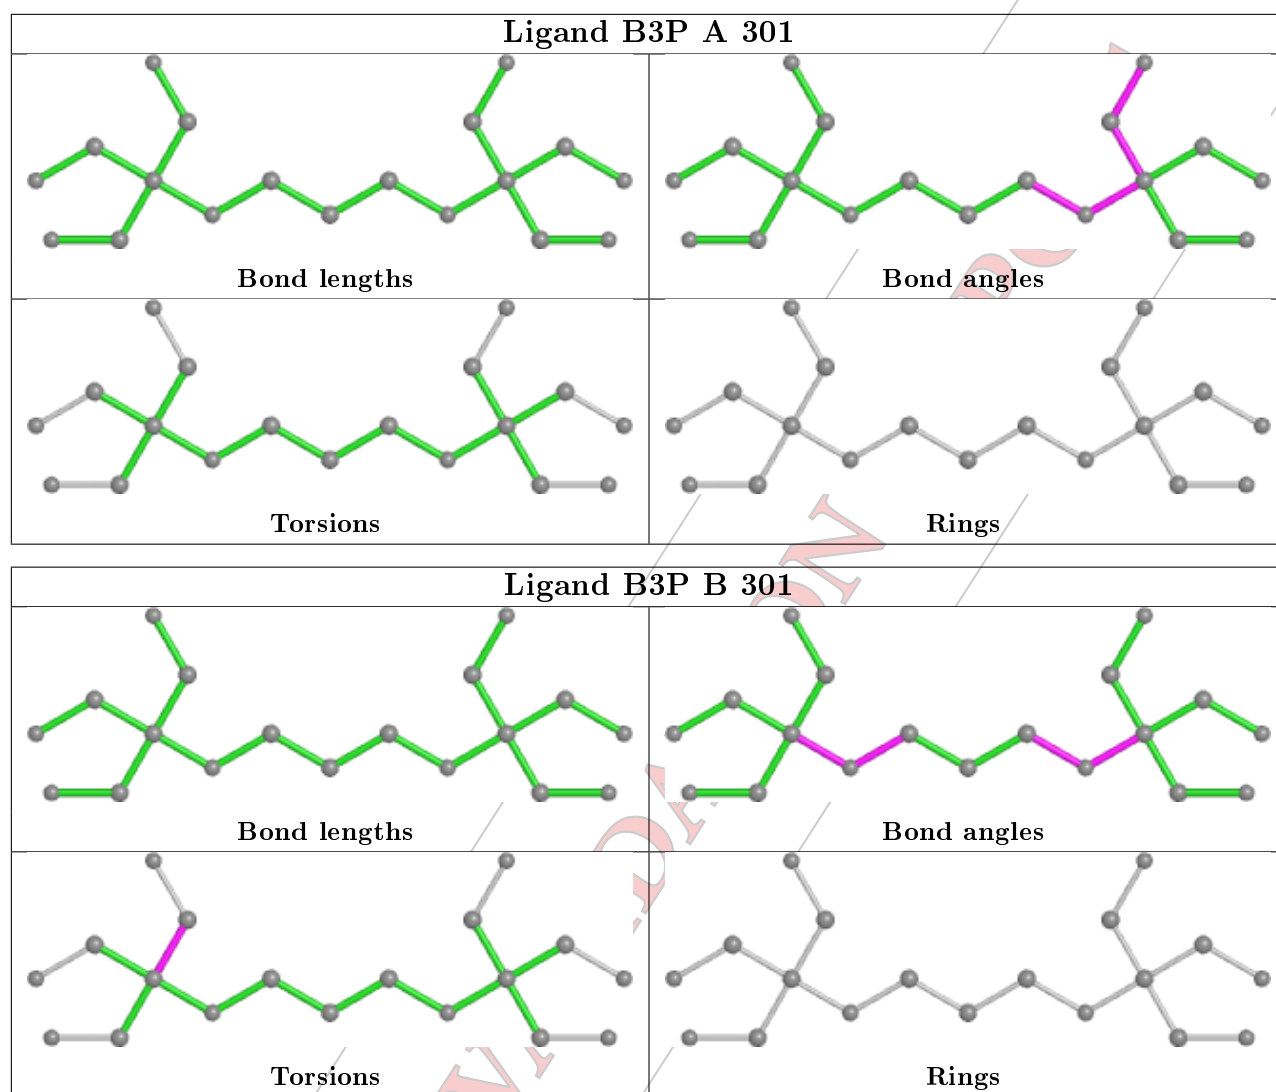 Ligand B3P A 301
Bond lengths Bond angles
Torsions Rings
Ligand B3P B 301
Bond lengths Bond angles
Torsions Rings